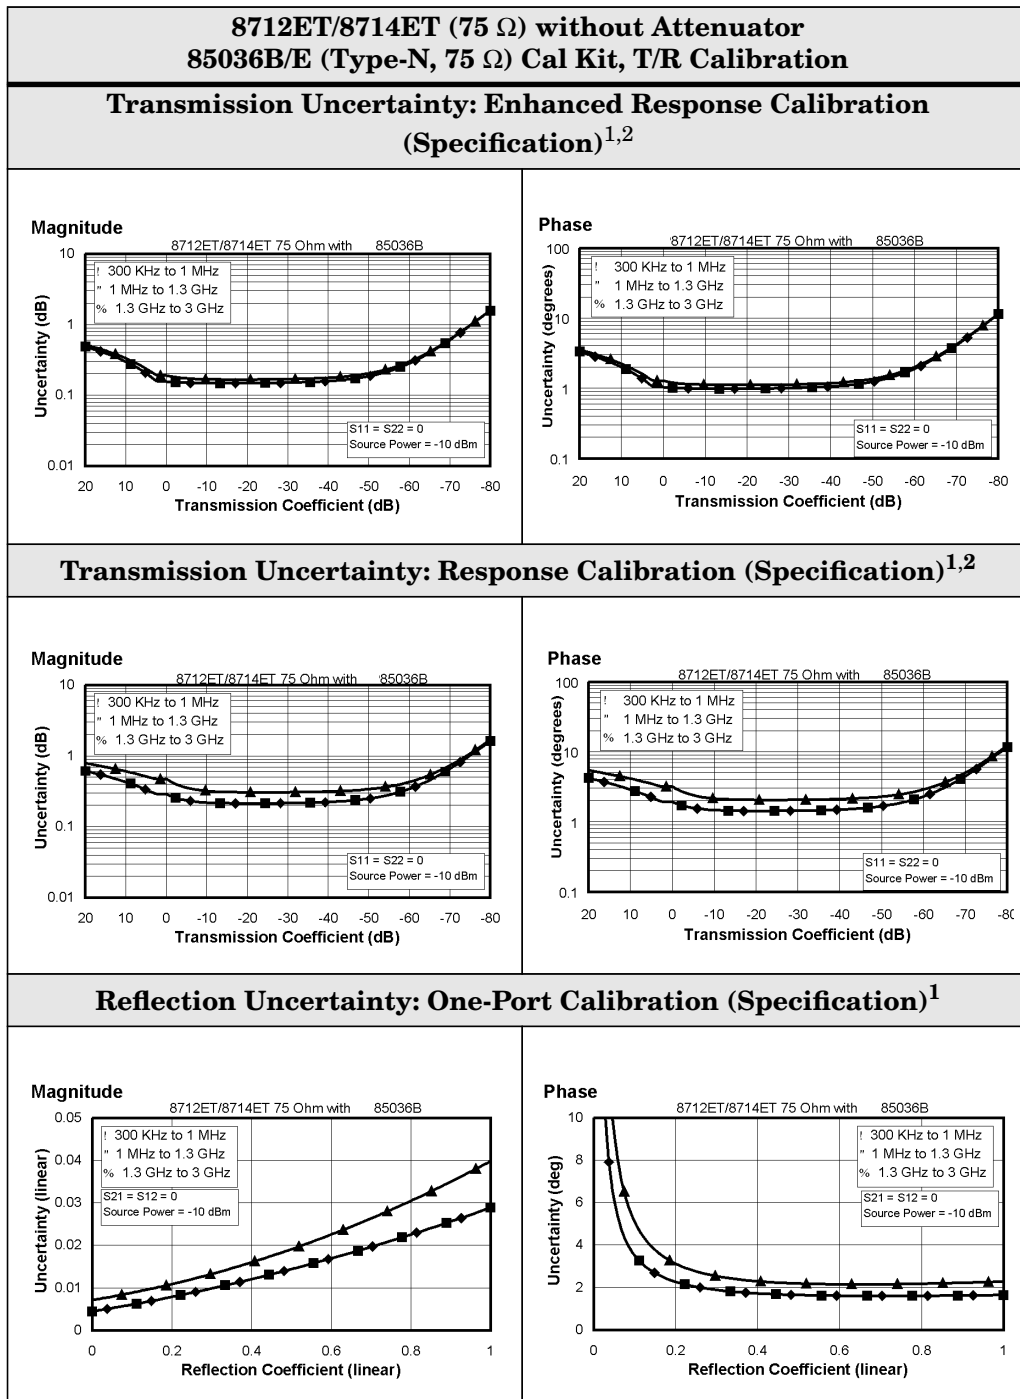 8712ET/8714ET (75 Ω) without Attenuator
85036B/E (Type-N, 75 Ω) Cal Kit, T/R Calibration
Transmission Uncertainty: Enhanced Response Calibration
(Specification)1,2
Magnitude
8712ET/8714ET 75 Ohm with 85036B
! 300 KHz to 1 MHz
" 1 MHz to 1.3 GHz
% 1.3 GHz to 3 GHz
S11 = S22 = 0
Source Power = -10 dBm
Uncertainty (dB)
10
1
0.1
0.01
20 10 0 -10 -20 -30 -40 -50 -60 -70 -80
Transmission Coefficient (dB)
Phase
8712ET/8714ET 75 Ohm with 85036B
! 300 KHz to 1 MHz
" 1 MHz to 1.3 GHz
% 1.3 GHz to 3 GHz
S11 = S22 = 0
Source Power = -10 dBm
Uncertainty (degrees)
100
10
1
0.1
20 10 0 -10 -20 -30 -40 -50 -60 -70 -80
Transmission Coefficient (dB)
Transmission Uncertainty: Response Calibration (Specification)1,2
Magnitude
8712ET/8714ET 75 Ohm with 85036B
! 300 KHz to 1 MHz
" 1 MHz to 1.3 GHz
% 1.3 GHz to 3 GHz
S11 = S22 = 0
Source Power = -10 dBm
Uncertainty (dB)
10
1
0.1
0.01
20 10 0 -10 -20 -30 -40 -50 -60 -70 -80
Transmission Coefficient (dB)
Phase
8712ET/8714ET 75 Ohm with 85036B
! 300 KHz to 1 MHz
" 1 MHz to 1.3 GHz
% 1.3 GHz to 3 GHz
S11 = S22 = 0
Source Power = -10 dBm
Uncertainty (degrees)
100
10
1
0.1
20 10 0 -10 -20 -30 -40 -50 -60 -70 -80
Transmission Coefficient (dB)
Reflection Uncertainty: One-Port Calibration (Specification)1
Magnitude
8712ET/8714ET 75 Ohm with 85036B
! 300 KHz to 1 MHz
" 1 MHz to 1.3 GHz
% 1.3 GHz to 3 GHz
S21 = S12 = 0
Source Power = -10 dBm
Uncertainty (linear)
0.05
0.04
0.03
0.02
0.01
0
0 0.2 0.4 0.6 0.8 1
Reflection Coefficient (linear)
Phase
8712ET/8714ET 75 Ohm with 85036B
! 300 KHz to 1 MHz
" 1 MHz to 1.3 GHz
% 1.3 GHz to 3 GHz
S21 = S12 = 0
Source Power = -10 dBm
Uncertainty (deg)
10
8
6
4
2
0
0 0.2 0.4 0.6 0.8 1
Reflection Coefficient (linear)